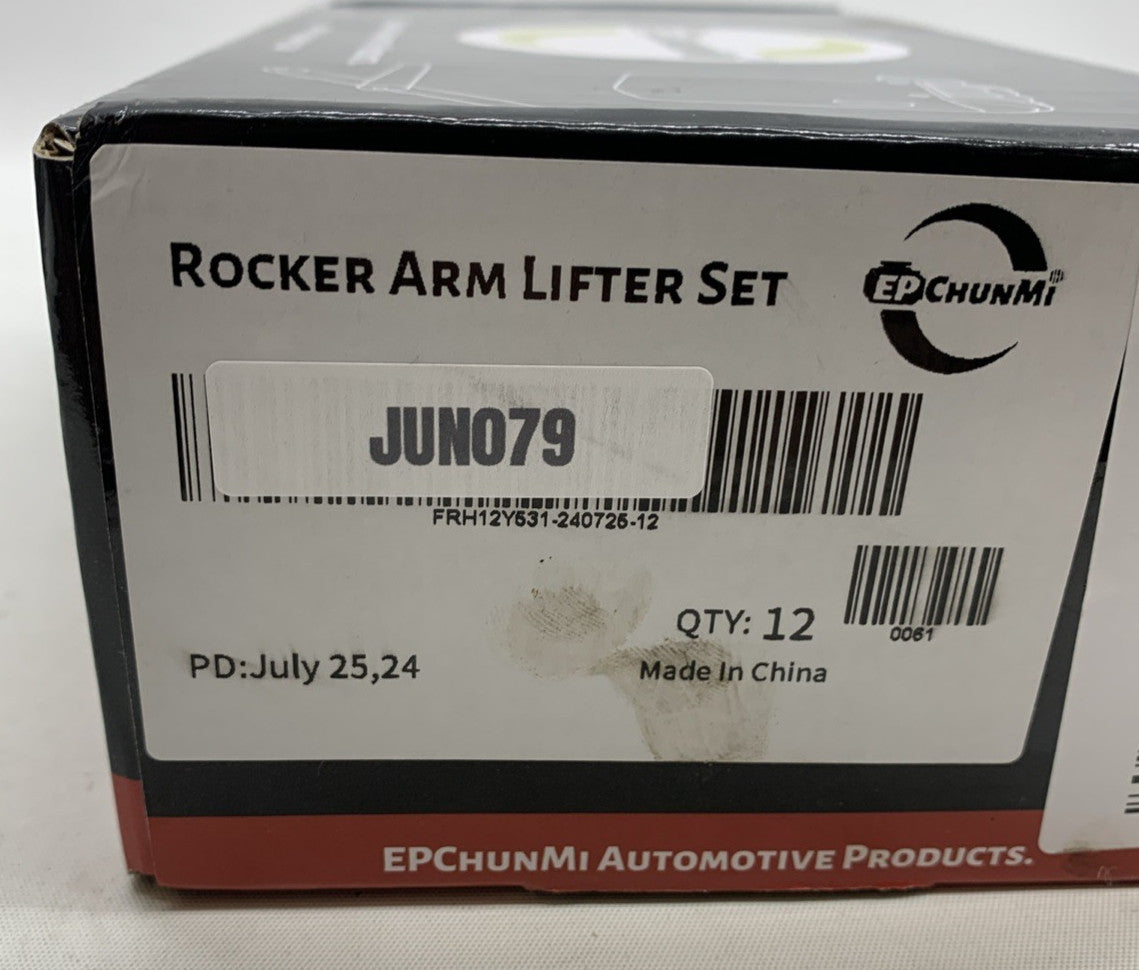 ROCKER ARM LIFTER SET
EPCHUNMI
JUN079
FRH12Y531-240725-12
QTY: 12
0061
PD:July 25,24
Made In China
EPCHUNMI AUTOMOTIVE PRODUCTS.